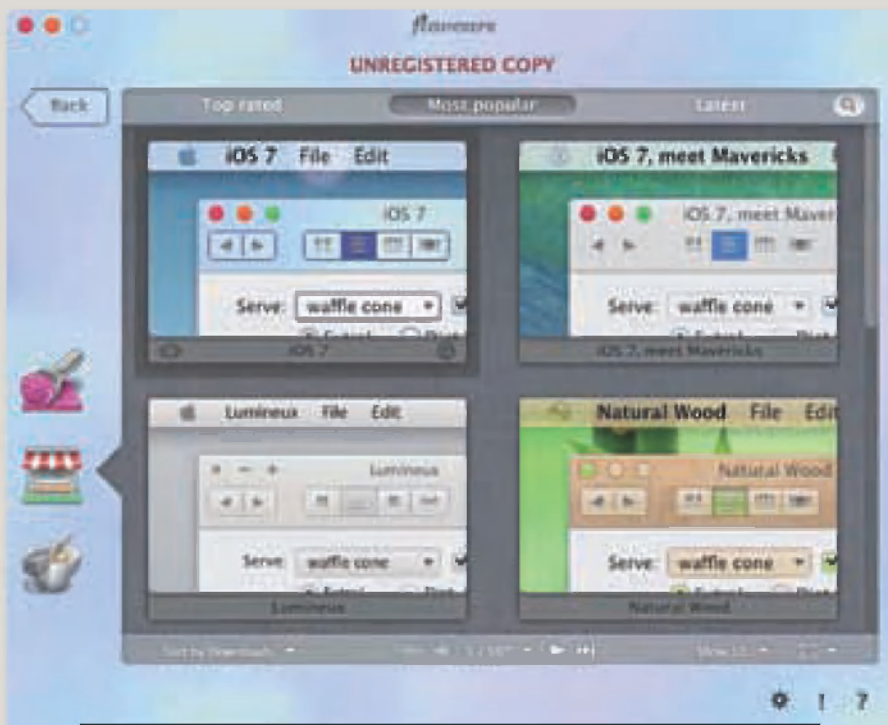 flavours
UNREGISTERED COPY
Back
Top rated Most popular Latest
iOS 7 File Edit
iOS 7
Serve: waffle cone
iOS 7
iOS 7, meet Mavericks
iOS 7, meet Maver
Serve: waffle cone
iOS 7, meet Mavericks
Lumineux File Edit
Lumineux
Serve: waffle cone
Lumineux
Natural Wood File Edit
Natural Wood
Serve: waffle cone
Natural Wood
! ?